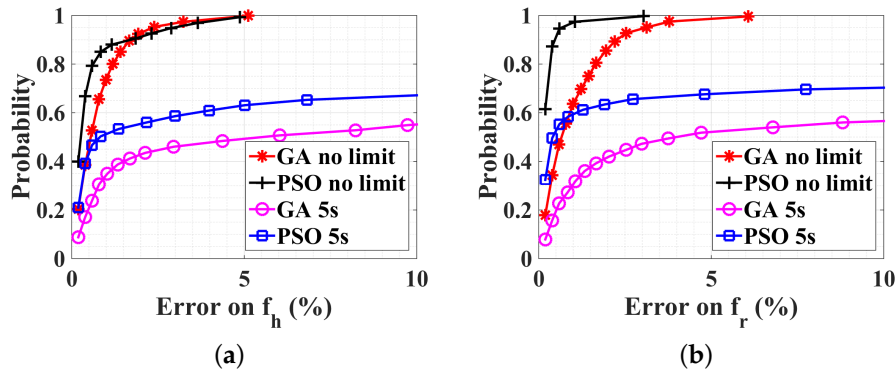 1
0.8
0.6
0.4
0.2
0
Probability
GA no limit
PSO no limit
GA 5s
PSO 5s
0 5 10
Error on f_h (%)
(a)
1
0.8
0.6
0.4
0.2
0
Probability
GA no limit
PSO no limit
GA 5s
PSO 5s
0 5 10
Error on f_r (%)
(b)